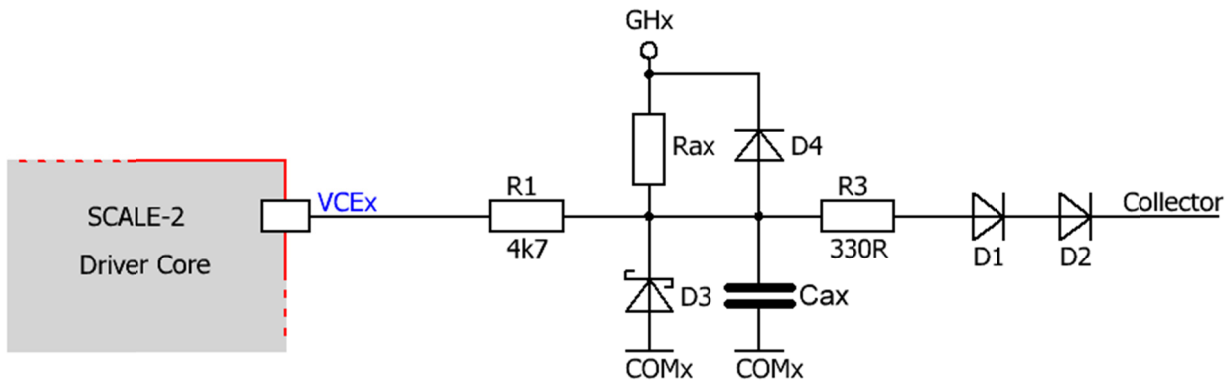 GHx
Rax
D4
VCEx
R1
R3
Collector
SCALE-2
Driver Core
4k7
330R
D1
D2
D3
Cax
COMx
COMx